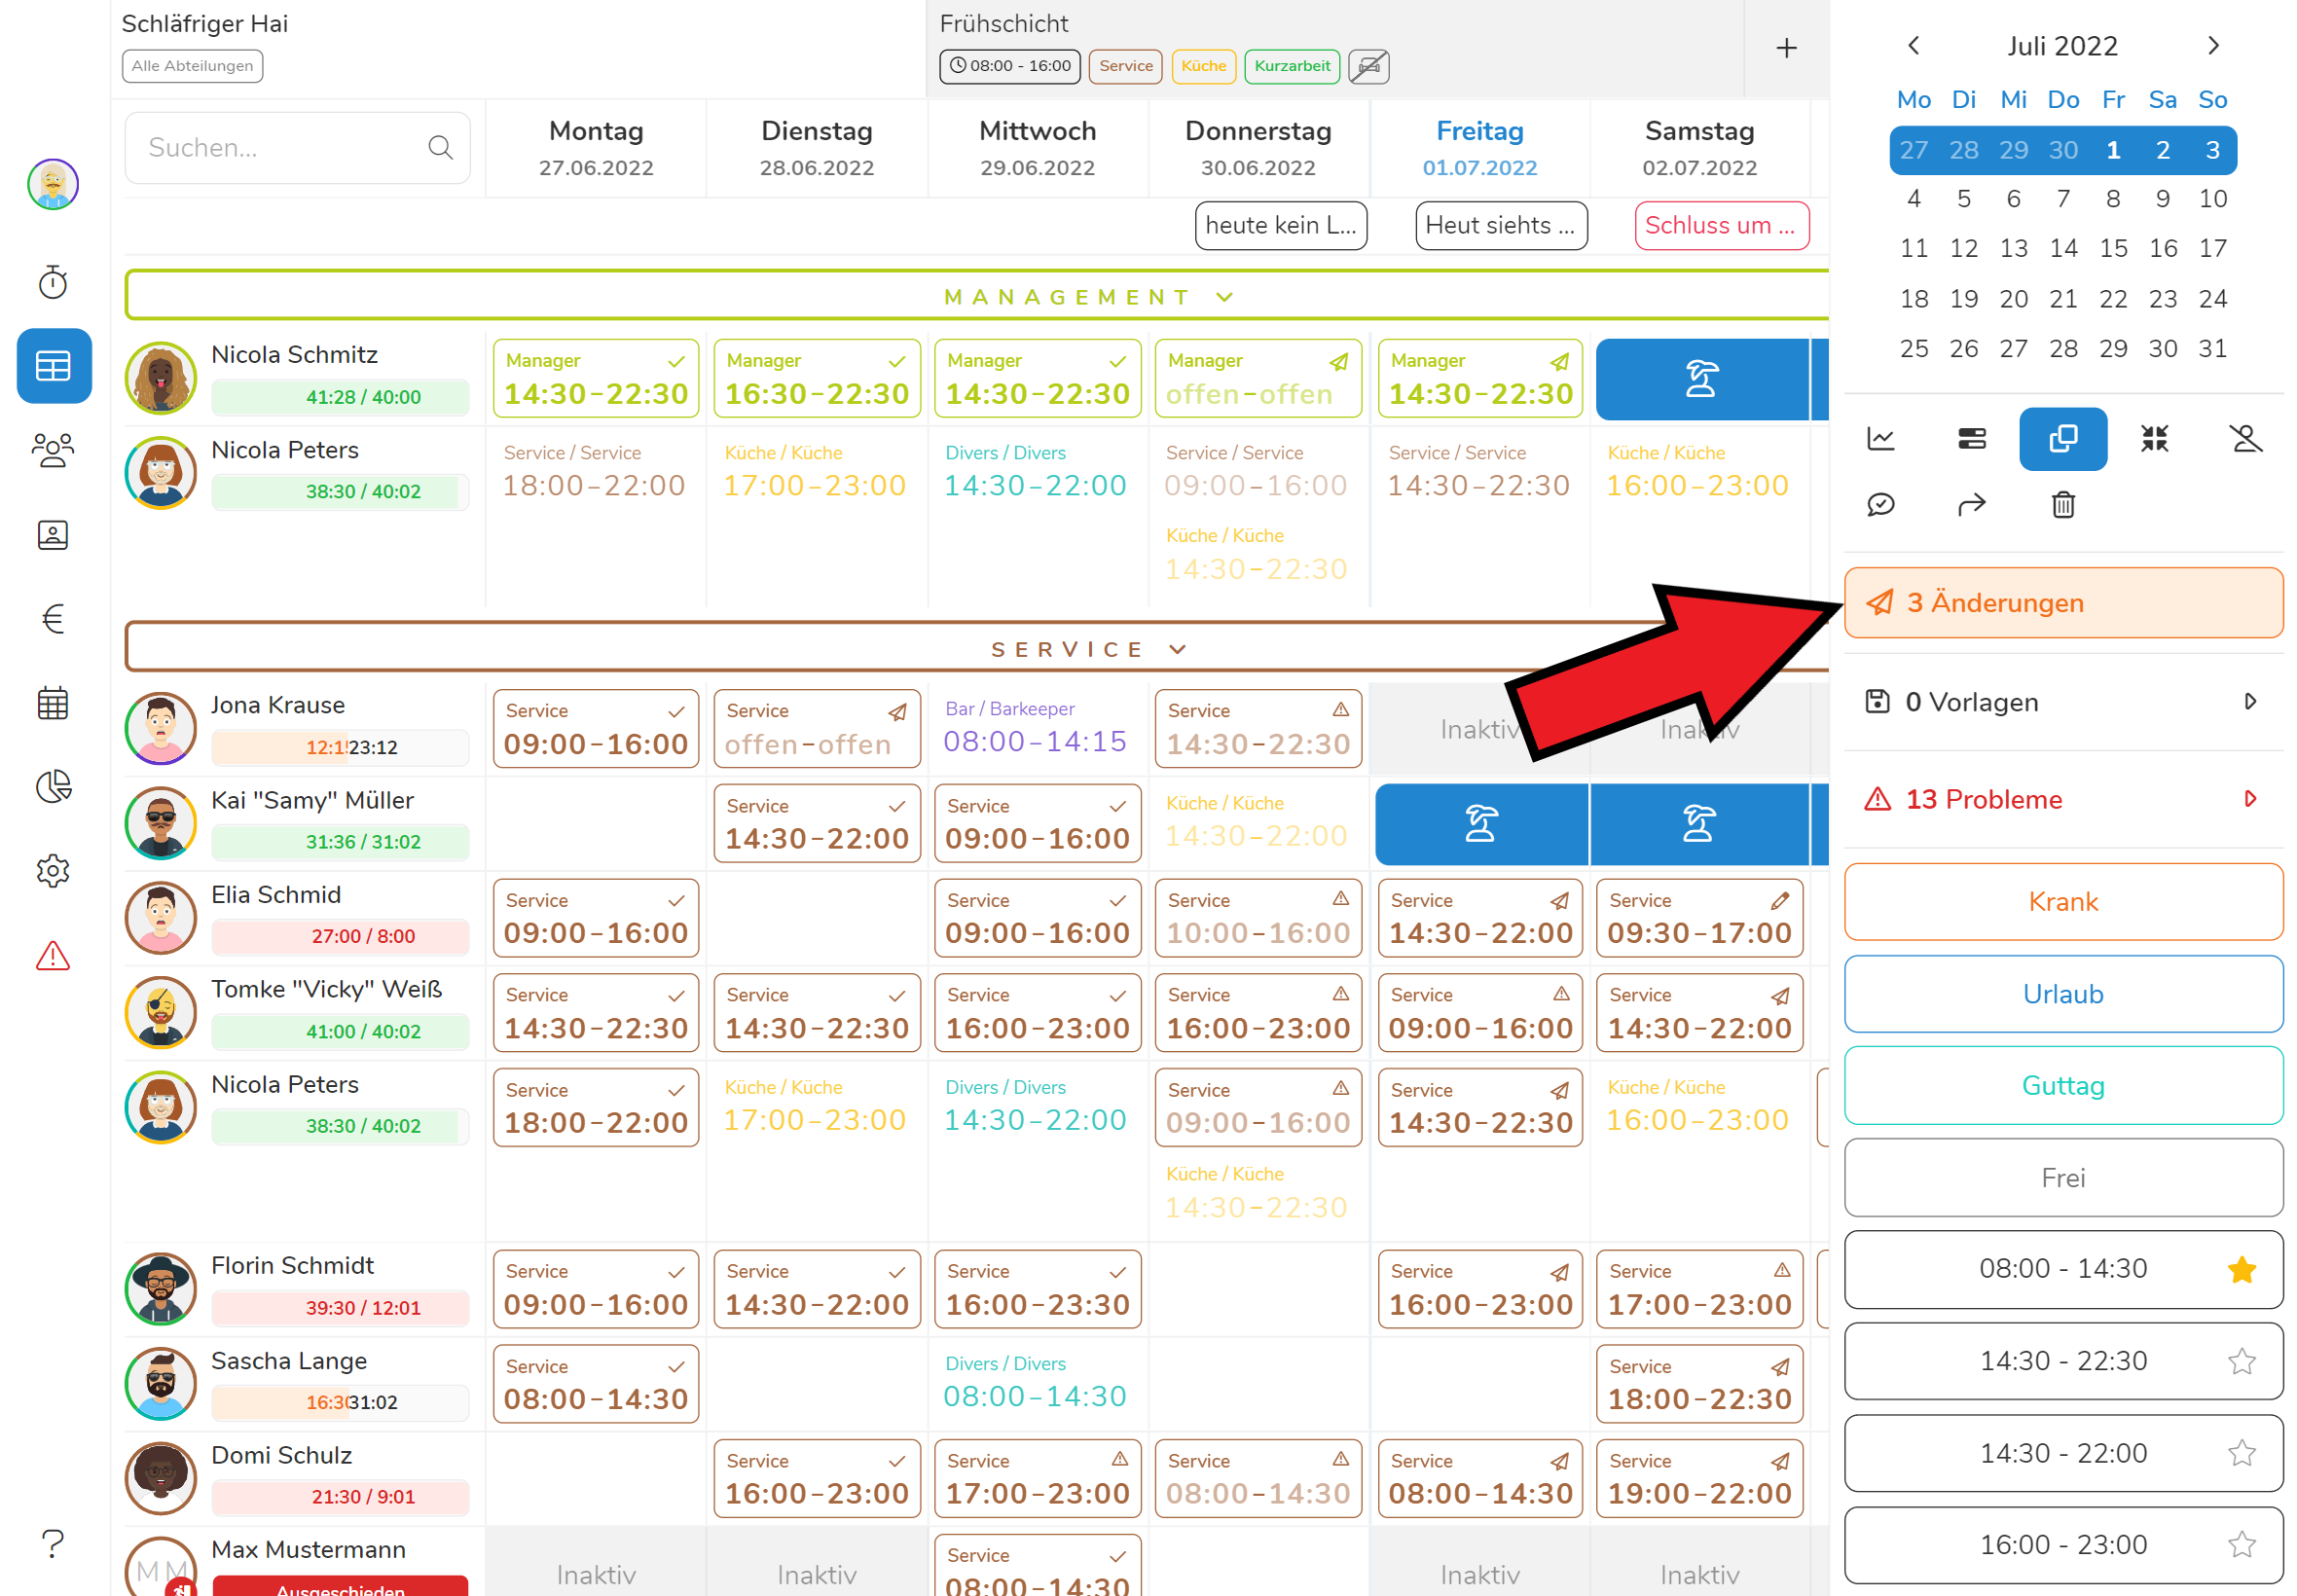 Schläfriger Hai
Alle Abteilungen
Frühschicht
08:00 - 16:00 Service Küche Kurzarbeit
Suchen...
Montag Dienstag Mittwoch Donnerstag Freitag Samstag
27.06.2022 28.06.2022 29.06.2022 30.06.2022 01.07.2022 02.07.2022
heute kein L... Heut siehts ... Schluss um ...
MANAGEMENT
Nicola Schmitz
41:28 / 40:00
Manager Manager Manager Manager Manager
14:30–22:30 16:30–22:30 14:30–22:30 offen–offen 14:30–22:30
Nicola Peters
38:30 / 40:02
Service / Service Küche / Küche Divers / Divers Service / Service Service / Service Küche / Küche
18:00–22:00 17:00–23:00 14:30–22:00 09:00–16:00 14:30–22:30 16:00–23:00
Küche / Küche
14:30–22:30
SERVICE
Jona Krause
23:12
Service Service Bar / Barkeeper Service
09:00–16:00 offen–offen 08:00–14:15 14:30–22:30 Inaktiv Inaktiv
Kai "Samy" Müller
31:36 / 31:02
Service Service Küche / Küche
14:30–22:00 09:00–16:00 14:30–22:00
Elia Schmid
27:00 / 8:00
Service Service Service Service Service
09:00–16:00 09:00–16:00 10:00–16:00 14:30–22:00 09:30–17:00
Tomke "Vicky" Weiß
41:00 / 40:02
Service Service Service Service Service Service
14:30–22:30 14:30–22:30 16:00–23:00 16:00–23:00 09:00–16:00 14:30–22:00
Nicola Peters
38:30 / 40:02
Service Küche / Küche Divers / Divers Service Service Küche / Küche
18:00–22:00 17:00–23:00 14:30–22:00 09:00–16:00 14:30–22:30 16:00–23:00
Küche / Küche
14:30–22:30
Florin Schmidt
39:30 / 12:01
Service Service Service Service Service
09:00–16:00 14:30–22:00 16:00–23:30 16:00–23:00 17:00–23:00
Sascha Lange
31:02
Service Divers / Divers Service
08:00–14:30 08:00–14:30 18:00–22:30
Domi Schulz
21:30 / 9:01
Service Service Service Service Service
16:00–23:00 17:00–23:00 08:00–14:30 08:00–14:30 19:00–22:00
MM
Max Mustermann
Ausgeschieden
Service
Inaktiv Inaktiv 08:00–14:30 Inaktiv Inaktiv
?
Juli 2022
Mo Di Mi Do Fr Sa So
27 28 29 30 1 2 3
4 5 6 7 8 9 10
11 12 13 14 15 16 17
18 19 20 21 22 23 24
25 26 27 28 29 30 31
3 Änderungen
0 Vorlagen
13 Probleme
Krank
Urlaub
Guttag
Frei
08:00 - 14:30
14:30 - 22:30
14:30 - 22:00
16:00 - 23:00